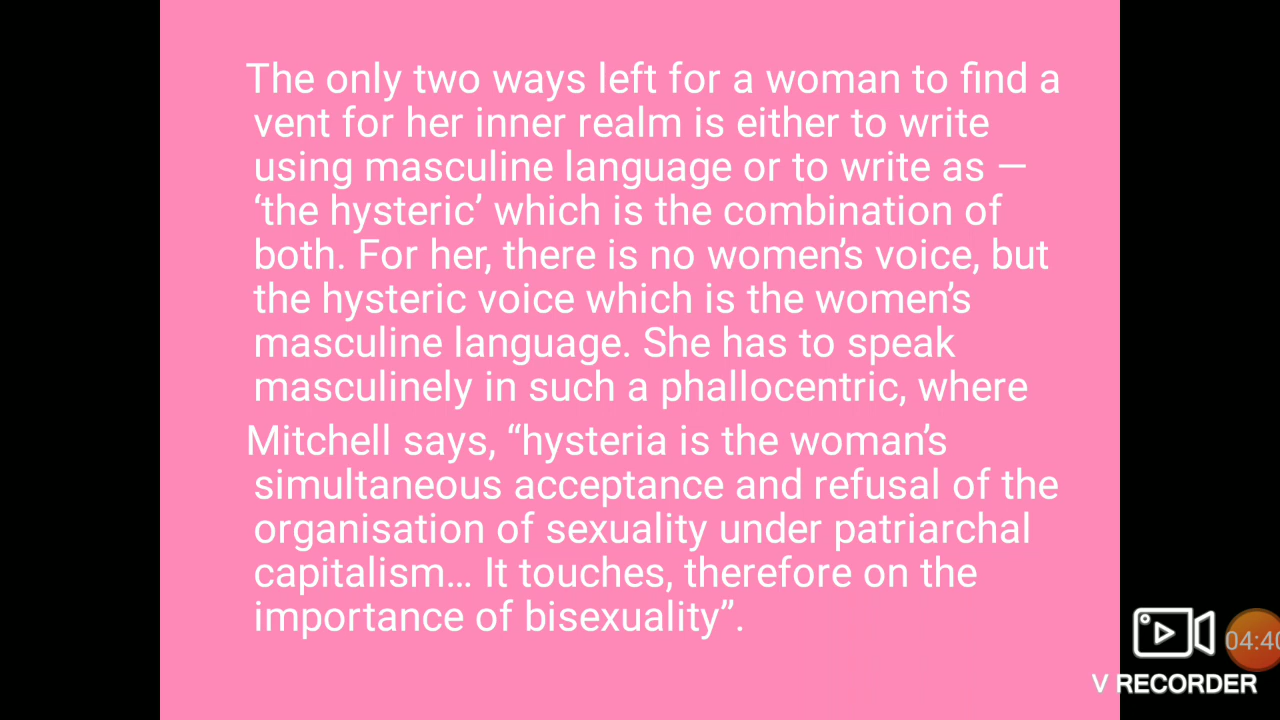 The only two ways left for a woman to find a
vent for her inner realm is either to write
using masculine language or to write as —
‘the hysteric’ which is the combination of
both. For her, there is no women’s voice, but
the hysteric voice which is the women’s
masculine language. She has to speak
masculinely in such a phallocentric, where
Mitchell says, “hysteria is the woman’s
simultaneous acceptance and refusal of the
organisation of sexuality under patriarchal
capitalism… It touches, therefore on the
importance of bisexuality”.
04:40
V RECORDER